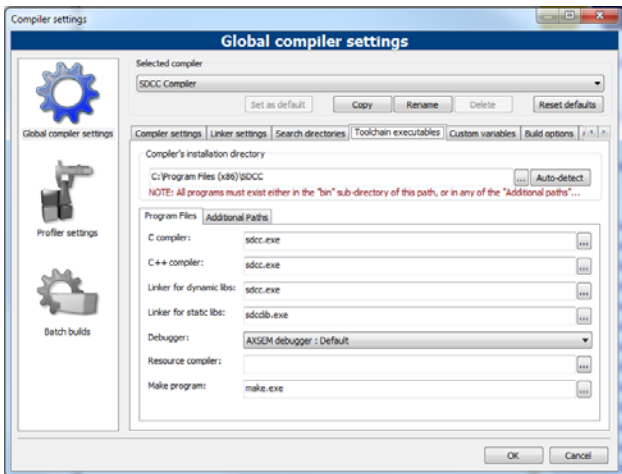 Compiler settings
Global compiler settings
Selected compiler
SDCC Compiler
Set as default Copy Rename Delete Reset defaults
Global compiler settings
Profiler settings
Batch builds
Compiler settings Linker settings Search directories Toolchain executables Custom variables Build options
Compiler's installation directory
C:\Program Files (x86)\SDCC ... Auto-detect
NOTE: All programs must exist either in the "bin" sub-directory of this path, or in any of the "Additional paths"...
Program Files Additional Paths
C compiler: sdcc.exe ...
C++ compiler: sdcc.exe ...
Linker for dynamic libs: sdcc.exe ...
Linker for static libs: sdcclib.exe ...
Debugger: AXSEM debugger : Default
Resource compiler: ...
Make program: make.exe ...
OK Cancel